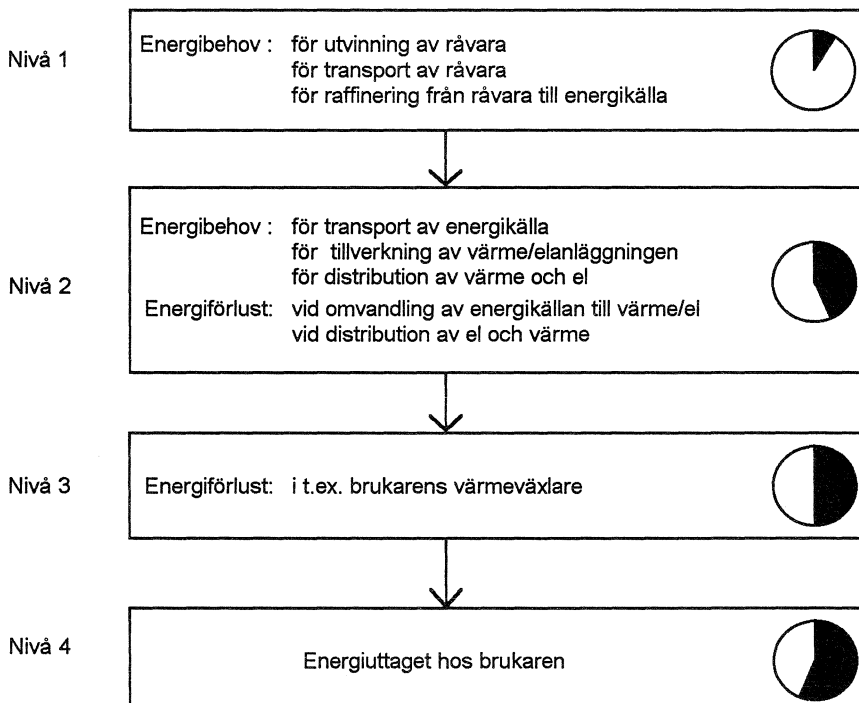 Nivå 1
Energibehov : för utvinning av råvara
för transport av råvara
för raffinering från råvara till energikälla
Nivå 2
Energibehov : för transport av energikälla
för tillverkning av värme/elanläggningen
för distribution av värme och el
Energiförlust: vid omvandling av energikällan till värme/el
vid distribution av el och värme
Nivå 3
Energiförlust: i t.ex. brukarens värmeväxlare
Nivå 4
Energiuttaget hos brukaren